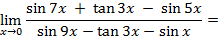 lim x→0 (sin 7x + tan 3x − sin 5x) / (sin 9x − tan 3x − sin x) =